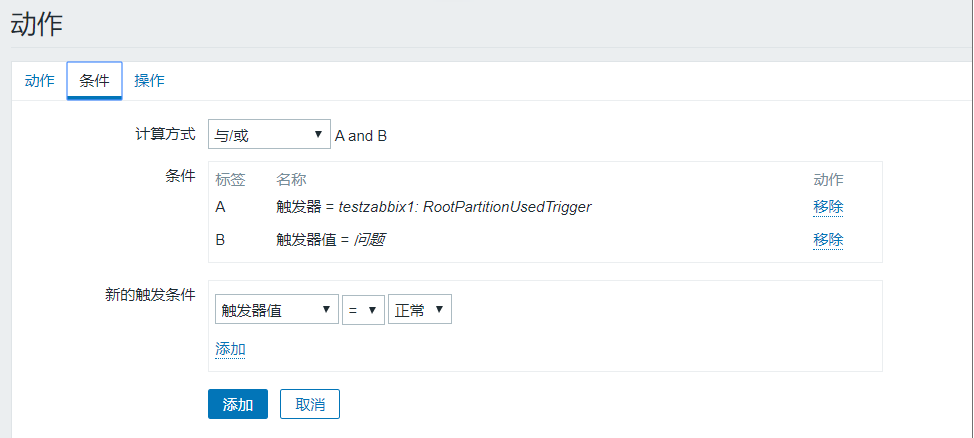 动作
动作 条件 操作
计算方式 与/或 A and B
条件 标签 名称 动作
A 触发器 = testzabbix1: RootPartitionUsedTrigger 移除
B 触发器值 = 问题 移除
新的触发条件 触发器值 = 正常
添加
添加 取消